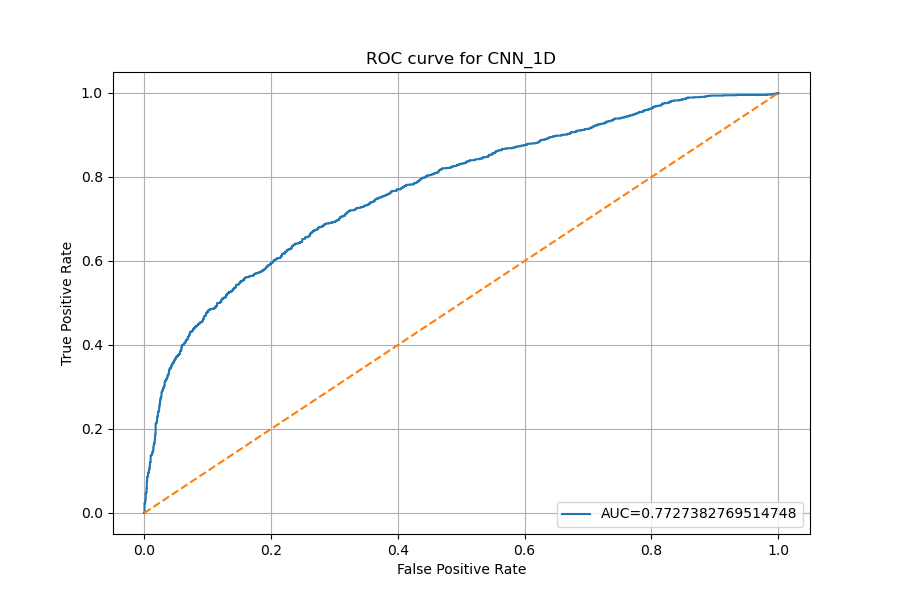 ROC curve for CNN_1D
1.0
0.8
0.6
0.4
0.2
0.0
True Positive Rate
AUC=0.7727382769514748
0.0 0.2 0.4 0.6 0.8 1.0
False Positive Rate